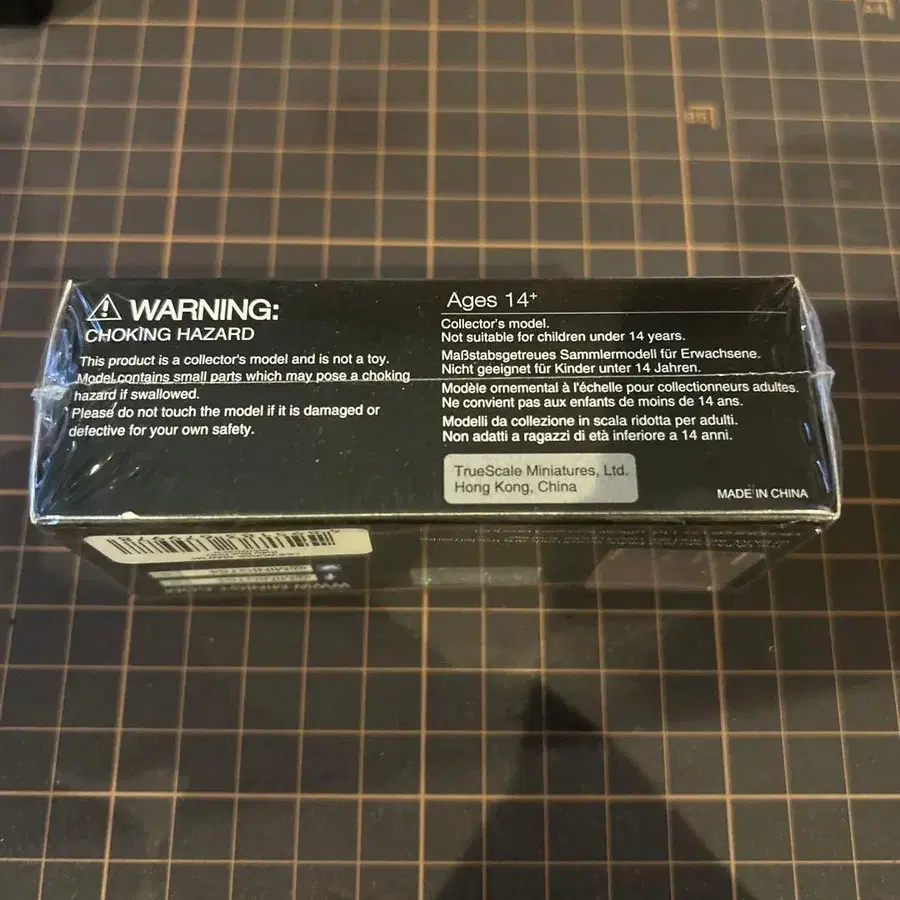 WARNING:
CHOKING HAZARD
This product is a collector's model and is not a toy.
Model contains small parts which may pose a choking
hazard if swallowed.
Please do not touch the model if it is damaged or
defective for your own safety.
Ages 14+
Collector's model.
Not suitable for children under 14 years.
Maßstabsgetreues Sammlermodell für Erwachsene.
Nicht geeignet für Kinder unter 14 Jahren.
Modèle ornemental à l'échelle pour collectionneurs adultes.
Ne convient pas aux enfants de moins de 14 ans.
Modelli da collezione in scala ridotta per adulti.
Non adatti a ragazzi di età inferiore a 14 anni.
TrueScale Miniatures, Ltd.
Hong Kong, China
MADE IN CHINA